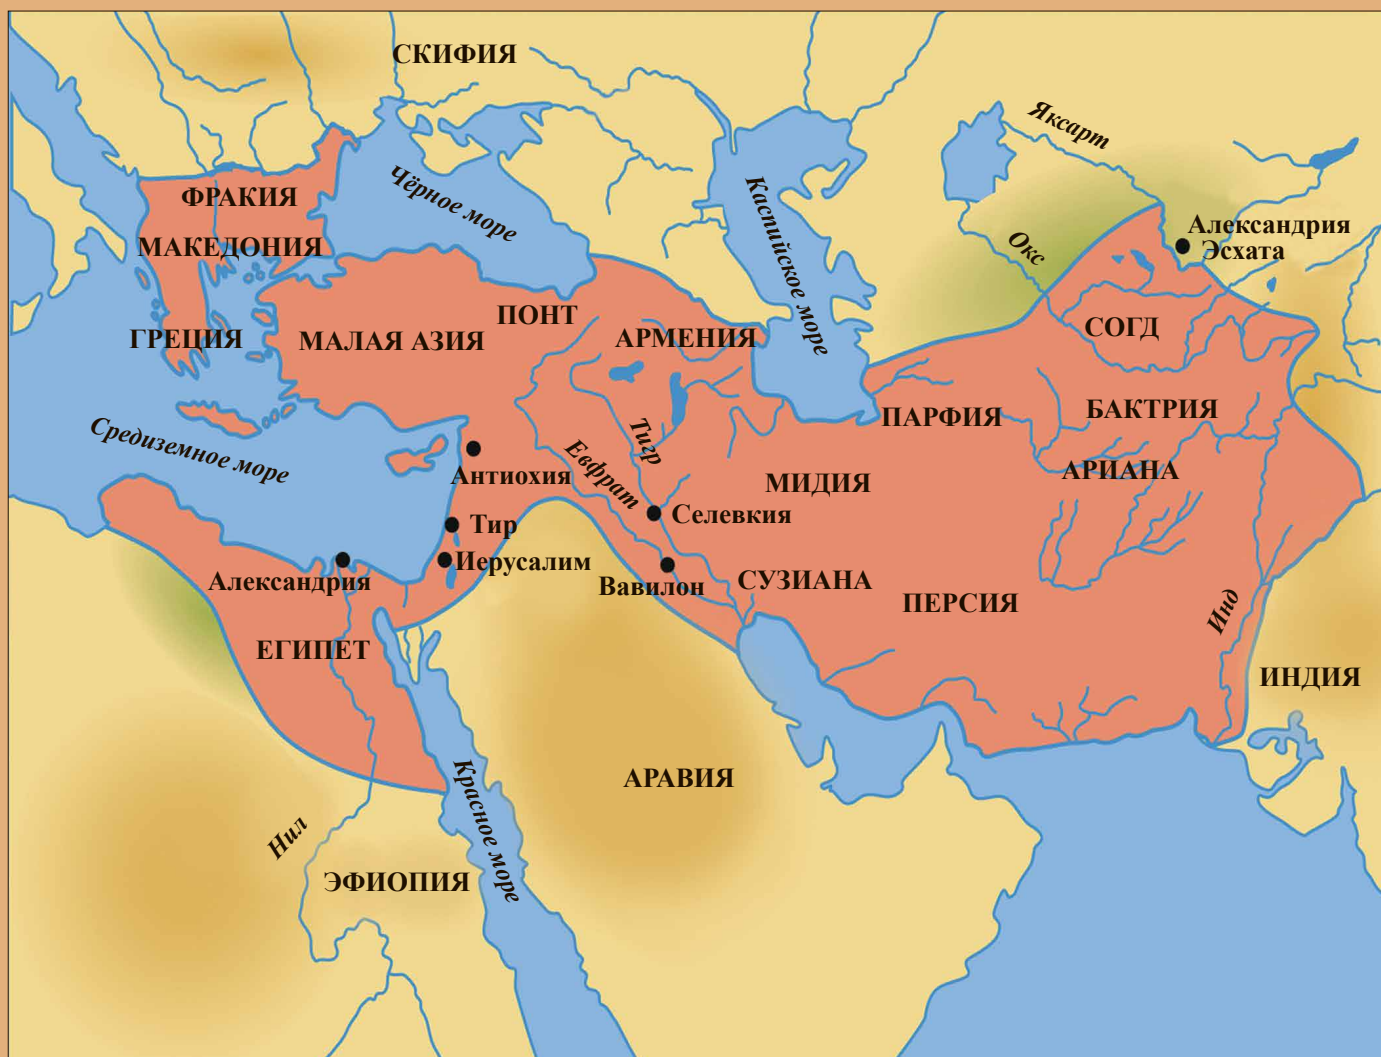 СКИФИЯ
Яксарт
ФРАКИЯ
Чёрное море
Каспийское море
Александрия
Эсхата
МАКЕДОНИЯ
Окс
ПОНТ
ГРЕЦИЯ
МАЛАЯ АЗИЯ
АРМЕНИЯ
СОГД
ПАРФИЯ
БАКТРИЯ
Средиземное море
Тигр
Евфрат
Антиохия
МИДИЯ
АРИАНА
Селевкия
Тир
Иерусалим
Александрия
Вавилон
СУЗИАНА
ПЕРСИЯ
Инд
ЕГИПЕТ
ИНДИЯ
АРАВИЯ
Красное море
Нил
ЭФИОПИЯ